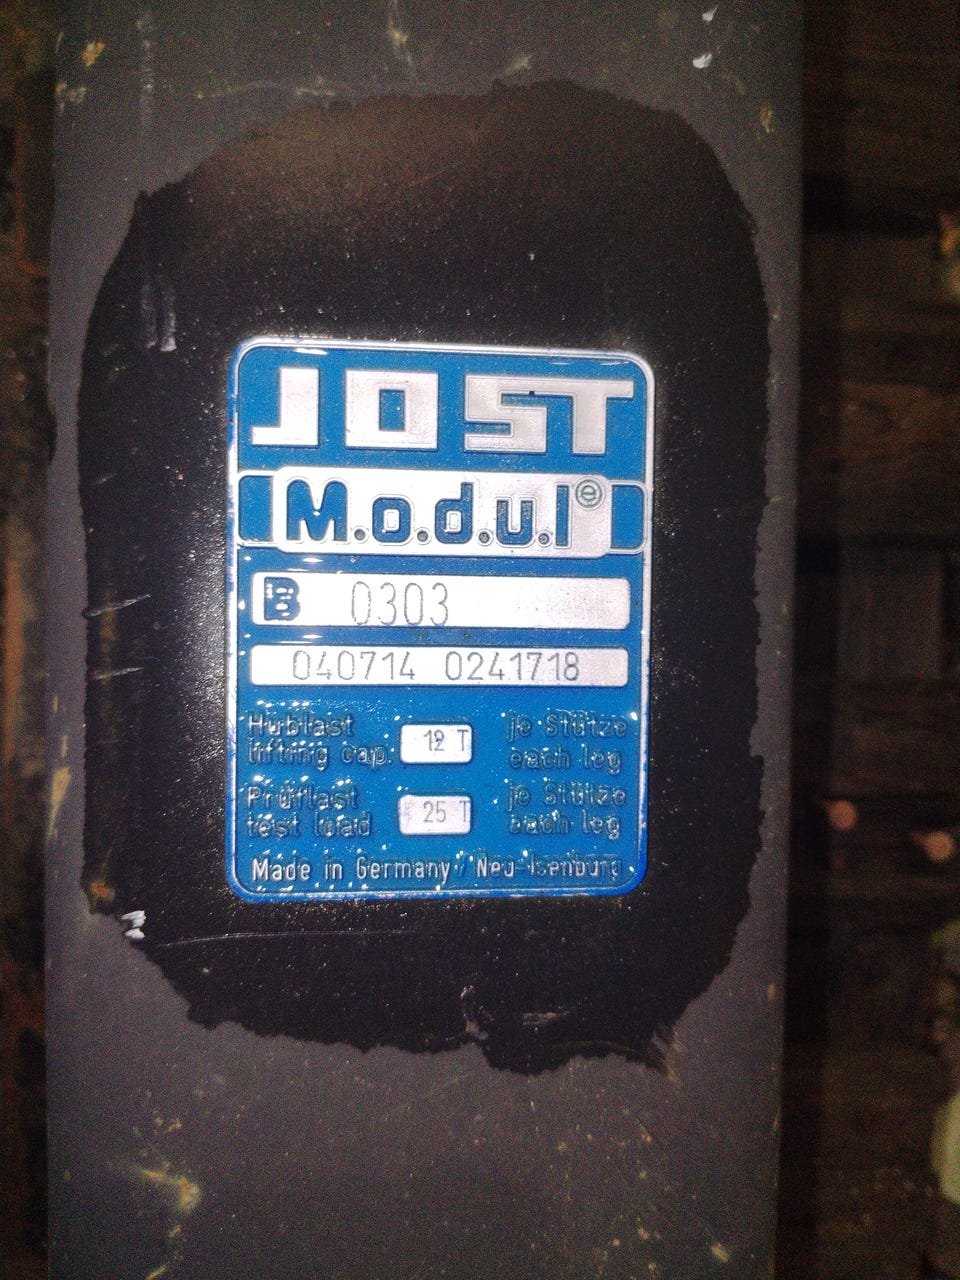 JOST
M.o.d.u.l®
B 0303
040714 0241718
Hublast 12 T je Stütze
lifting cap. each leg
Prüflast 25 T je Stütze
test load each leg
Made in Germany / Neu-Isenburg